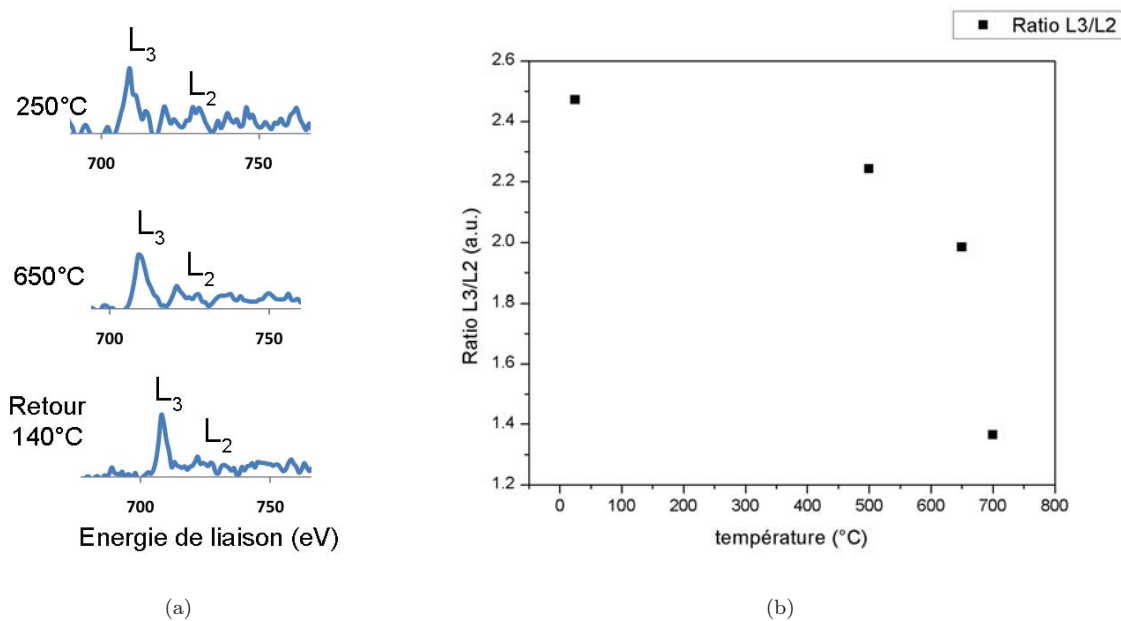 L3
L2
250°C
700
750
L3
L2
650°C
700
750
L3
L2
Retour
140°C
700
750
Energie de liaison (eV)
(a)
Ratio L3/L2
2.6
2.4
2.2
2.0
1.8
1.6
1.4
1.2
Ratio L3/L2 (a.u.)
0 100 200 300 400 500 600 700 800
température (°C)
(b)